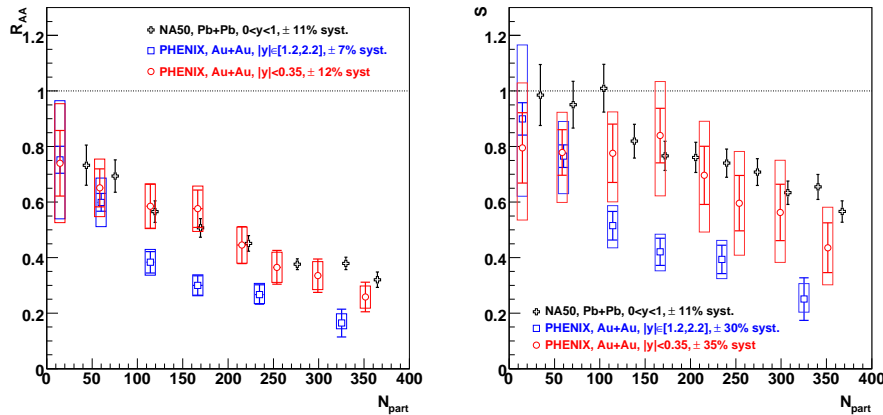 R_AA
1.2
1
0.8
0.6
0.4
0.2
0
0 50 100 150 200 250 300 350 400
N_part
NA50, Pb+Pb, 0<y<1, ± 11% syst.
PHENIX, Au+Au, |y|∈[1.2,2.2], ± 7% syst.
PHENIX, Au+Au, |y|<0.35, ± 12% syst
S
1.2
1
0.8
0.6
0.4
0.2
0
0 50 100 150 200 250 300 350 400
N_part
NA50, Pb+Pb, 0<y<1, ± 11% syst.
PHENIX, Au+Au, |y|∈[1.2,2.2], ± 30% syst.
PHENIX, Au+Au, |y|<0.35, ± 35% syst